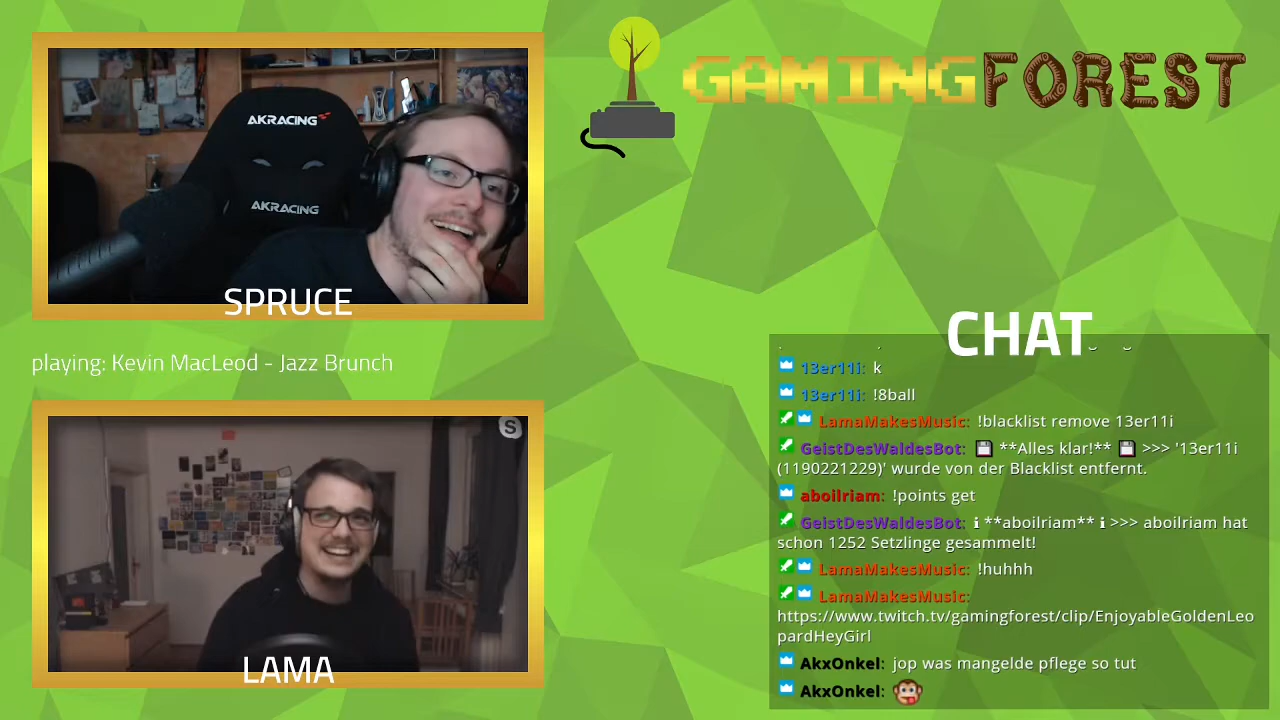 GAMINGFOREST
AKRACING
AKRACING
SPRUCE
playing: Kevin MacLeod - Jazz Brunch
LAMA
CHAT
13er11i: k
13er11i: !8ball
LamaMakesMusic: !blacklist remove 13er11i
GeistDesWaldesBot: 💾 **Alles klar!** 💾 >>> '13er11i
(1190221229)' wurde von der Blacklist entfernt.
aboilriam: !points get
GeistDesWaldesBot: ℹ **aboilriam** ℹ >>> aboilriam hat
schon 1252 Setzlinge gesammelt!
LamaMakesMusic: !huhhh
LamaMakesMusic:
https://www.twitch.tv/gamingforest/clip/EnjoyableGoldenLeo
pardHeyGirl
AkxOnkel: jop was mangelde pflege so tut
AkxOnkel: 🐵